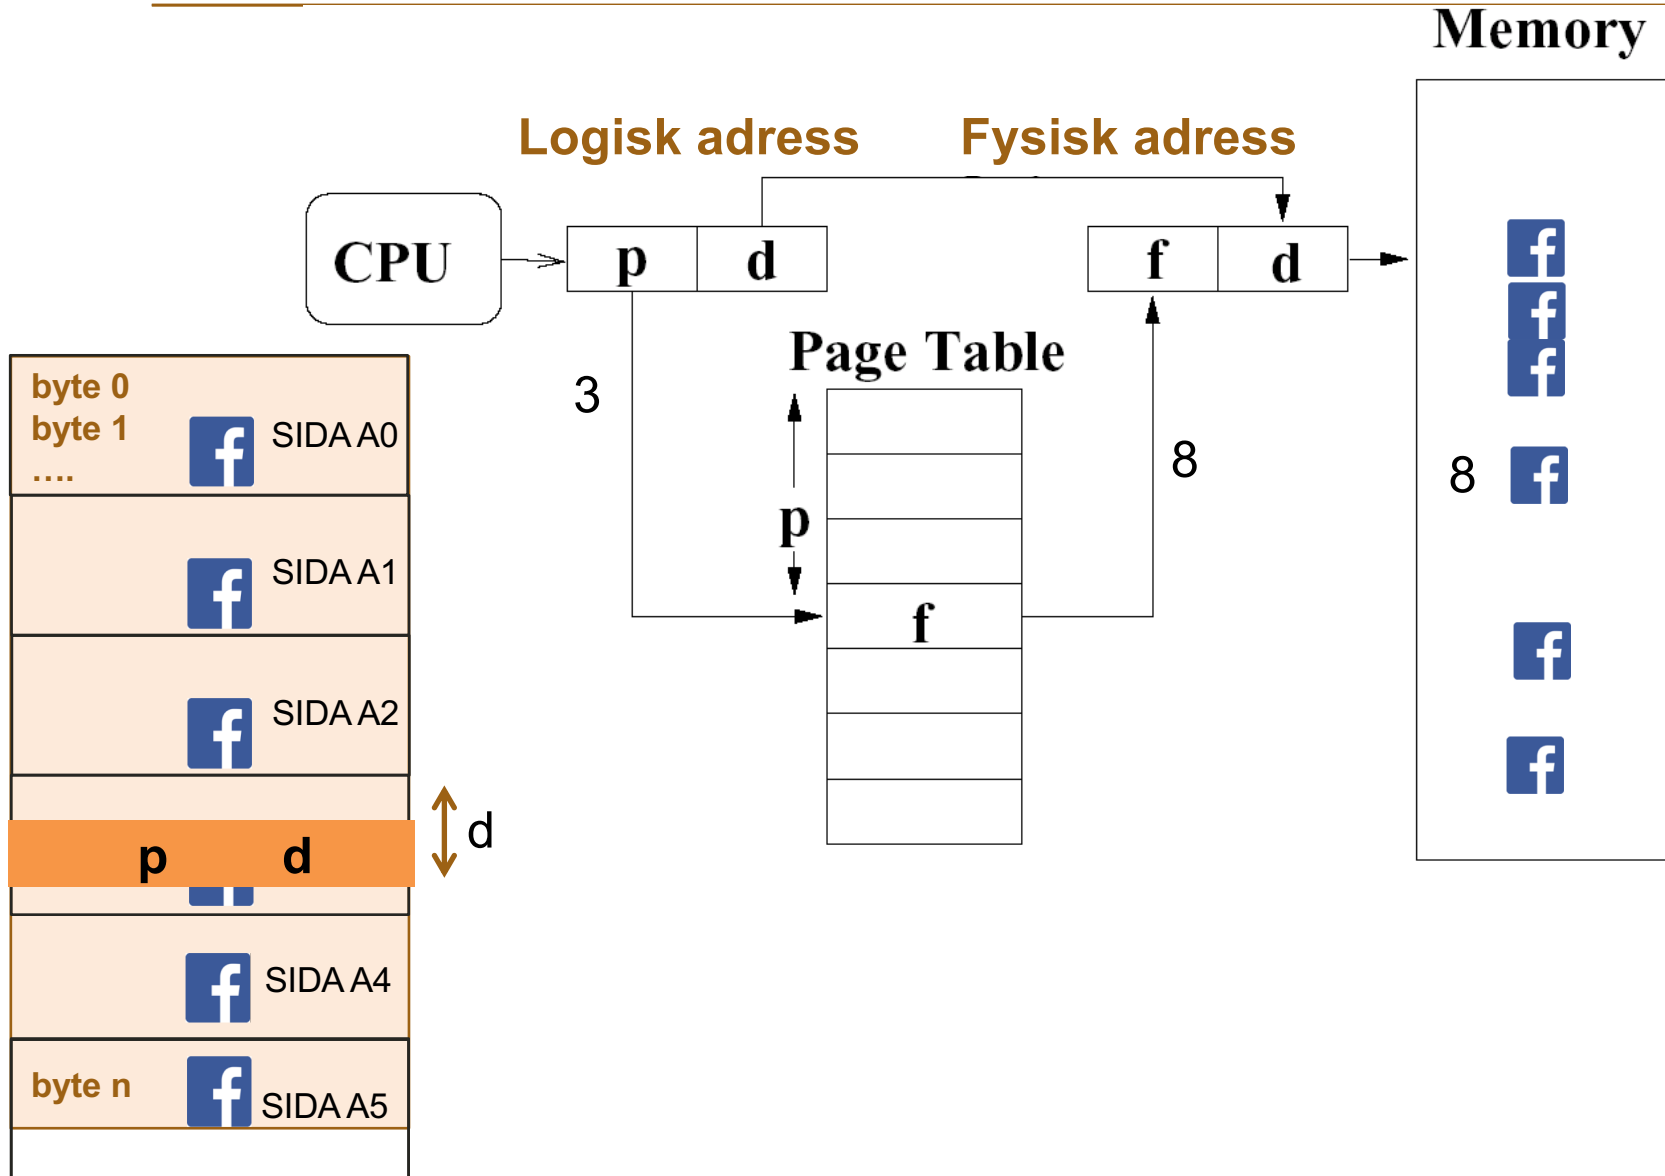 Memory
Logisk adress
Fysisk adress
CPU
p
d
f
d
Page Table
3
p
f
8
8
byte 0
byte 1
....
SIDA A0
SIDA A1
SIDA A2
p d
d
SIDA A4
byte n
SIDA A5